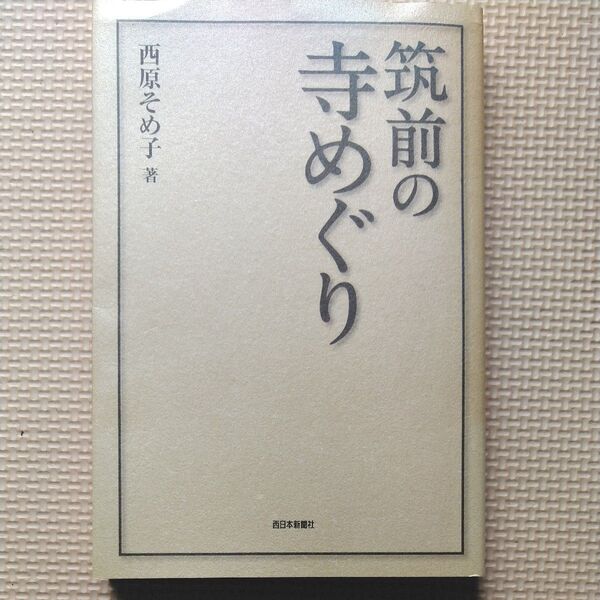 筑前の
寺めぐり
西原そめ子 著
西日本新聞社